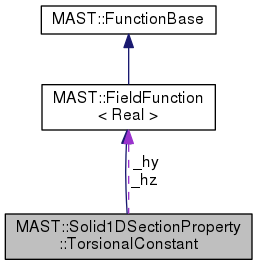 MAST::FunctionBase
MAST::FieldFunction
< Real >
_hy
_hz
MAST::Solid1DSectionProperty
::TorsionalConstant